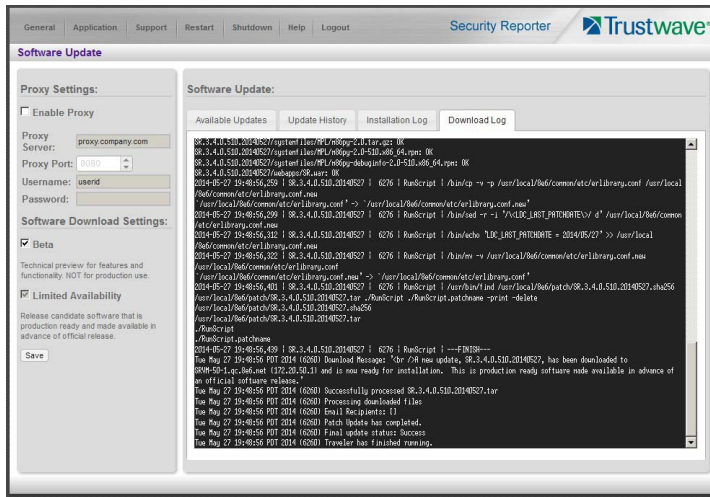 General Application Support Restart Shutdown Help Logout
Security Reporter
Trustwave®
Software Update
Proxy Settings:
Enable Proxy
Proxy Server: proxy.company.com
Proxy Port: 8080
Username: userid
Password:
Software Download Settings:
Beta
Technical preview for features and
functionality. NOT for production use.
Limited Availability
Release candidate software that is
production ready and made available in
advance of official release.
Save
Software Update:
Available Updates Update History Installation Log Download Log
SR.3.4.0.510.20140527/systemfiles/MPL/m86py-2.0.tar.gz: OK
SR.3.4.0.510.20140527/systemfiles/MPL/m86py-2.0-510.x86_64.rpm: OK
SR.3.4.0.510.20140527/systemfiles/MPL/m86py-debuginfo-2.0-510.x86_64.rpm: OK
SR.3.4.0.510.20140527/webapps/SR.war: OK
2014-05-27 19:48:56,259 | SR.3.4.0.510.20140527 | 6276 | RunScript | /bin/cp -v -p /usr/local/8e6/common/etc/erlibrary.conf /usr/local
/8e6/common/etc/erlibrary.conf.new
`/usr/local/8e6/common/etc/erlibrary.conf' -> `/usr/local/8e6/common/etc/erlibrary.conf.new'
2014-05-27 19:48:56,299 | SR.3.4.0.510.20140527 | 6276 | RunScript | /bin/sed -r -i '/\<LDC_LAST_PATCHDATE\>/ d' /usr/local/8e6/common
/etc/erlibrary.conf.new
2014-05-27 19:48:56,312 | SR.3.4.0.510.20140527 | 6276 | RunScript | /bin/echo 'LDC_LAST_PATCHDATE = 2014/05/27' >> /usr/local
/8e6/common/etc/erlibrary.conf.new
2014-05-27 19:48:56,322 | SR.3.4.0.510.20140527 | 6276 | RunScript | /bin/mv -v /usr/local/8e6/common/etc/erlibrary.conf.new
/usr/local/8e6/common/etc/erlibrary.conf
`/usr/local/8e6/common/etc/erlibrary.conf.new' -> `/usr/local/8e6/common/etc/erlibrary.conf'
2014-05-27 19:48:56,401 | SR.3.4.0.510.20140527 | 6276 | RunScript | /usr/bin/find /usr/local/8e6/patch/SR.3.4.0.510.20140527.sha256
/usr/local/8e6/patch/SR.3.4.0.510.20140527.tar ./RunScript ./RunScript.patchname -print -delete
/usr/local/8e6/patch/SR.3.4.0.510.20140527.sha256
/usr/local/8e6/patch/SR.3.4.0.510.20140527.tar
./RunScript
./RunScript.patchname
2014-05-27 19:48:56,439 | SR.3.4.0.510.20140527 | 6276 | RunScript | ---FINISH---
Tue May 27 19:48:56 PDT 2014 (6260) Download Message: '<br />A new update, SR.3.4.0.510.20140527, has been downloaded to
SRVM-50-1.qc.8e6.net (172.20.50.1) and is now ready for installation. This is production ready software made available in advance of
an official software release.'
Tue May 27 19:48:56 PDT 2014 (6260) Successfully processed SR.3.4.0.510.20140527.tar
Tue May 27 19:48:56 PDT 2014 (6260) Processing downloaded files
Tue May 27 19:48:56 PDT 2014 (6260) Email Recipients: []
Tue May 27 19:48:56 PDT 2014 (6260) Patch Update has completed.
Tue May 27 19:48:56 PDT 2014 (6260) Final update status: Success
Tue May 27 19:48:56 PDT 2014 (6260) Traveler has finished running.